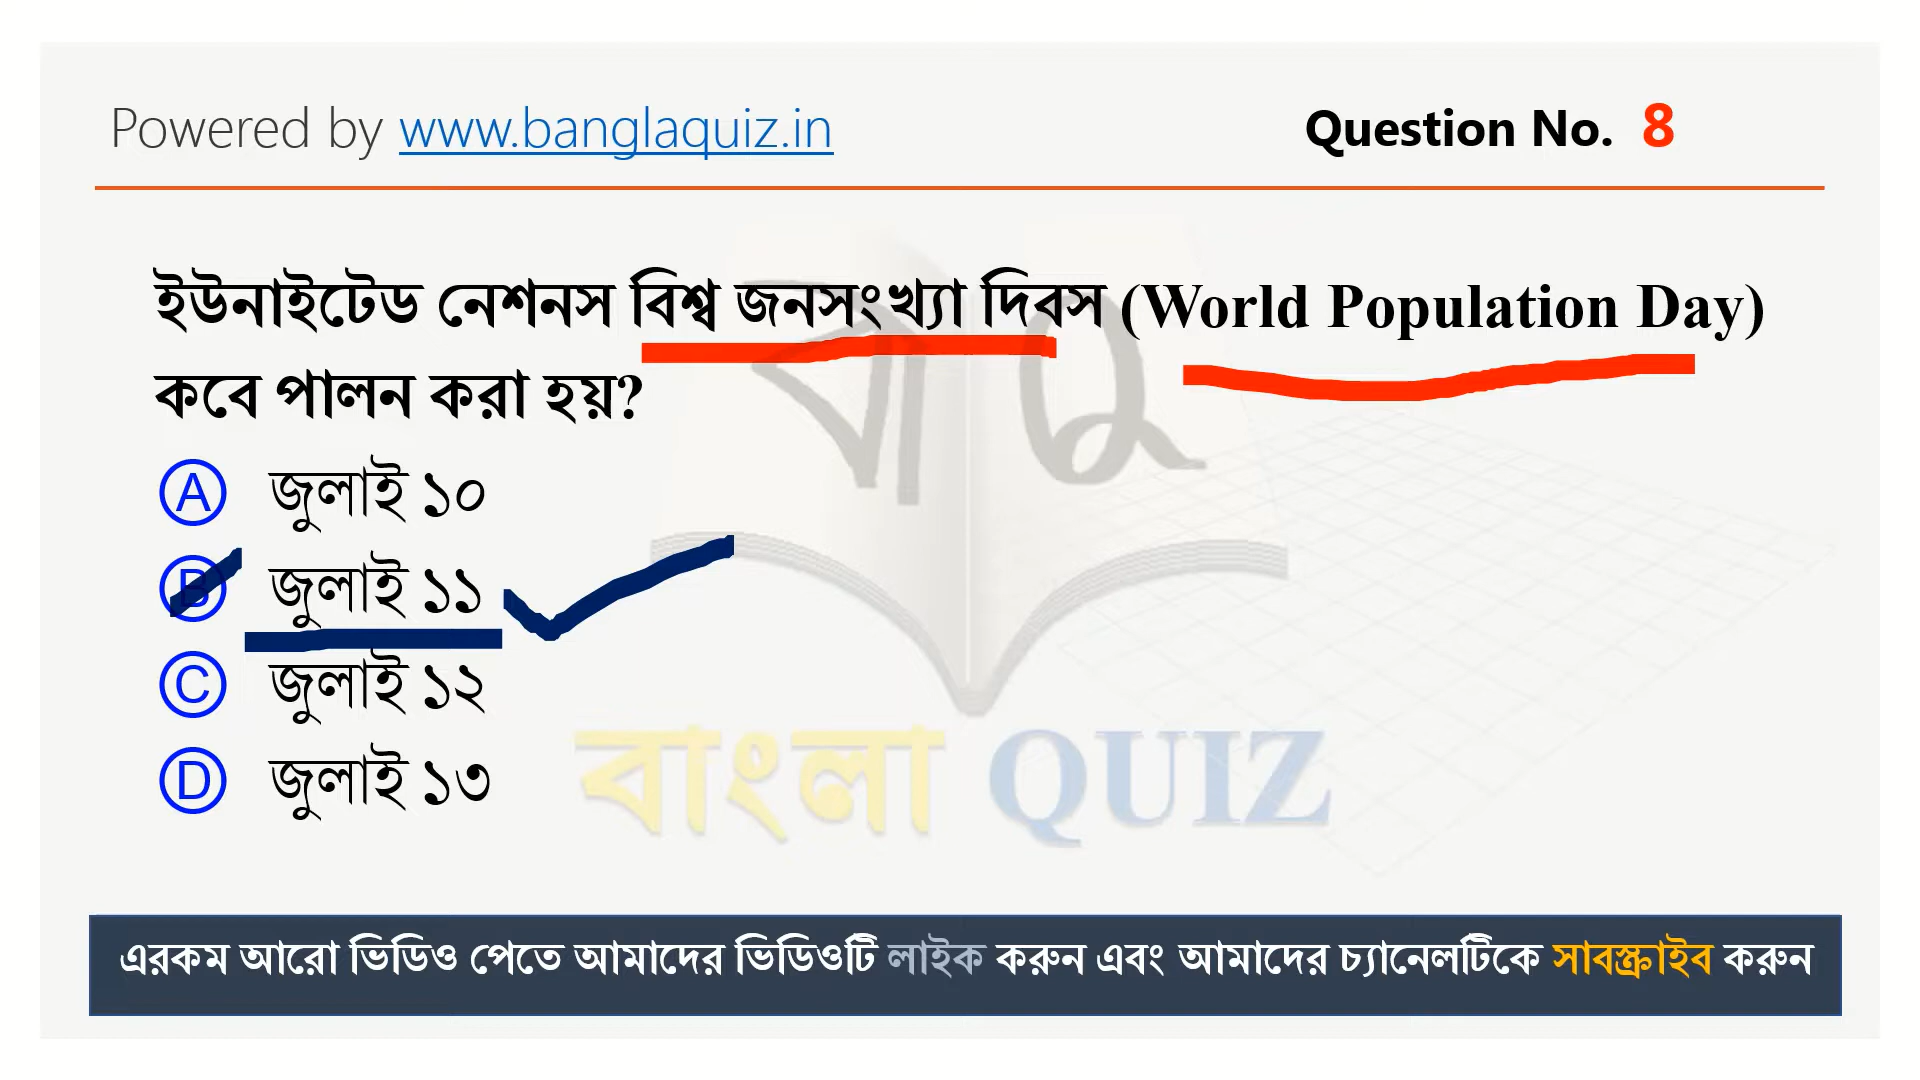 Powered by www.banglaquiz.in
Question No. 8
ইউনাইটেড নেশনস বিশ্ব জনসংখ্যা দিবস (World Population Day)
কবে পালন করা হয়?
Ⓐ জুলাই ১০
Ⓑ জুলাই ১১
Ⓒ জুলাই ১২
Ⓓ জুলাই ১৩
বাংলা QUIZ
এরকম আরো ভিডিও পেতে আমাদের ভিডিওটি লাইক করুন এবং আমাদের চ্যানেলটিকে সাবস্ক্রাইব করুন